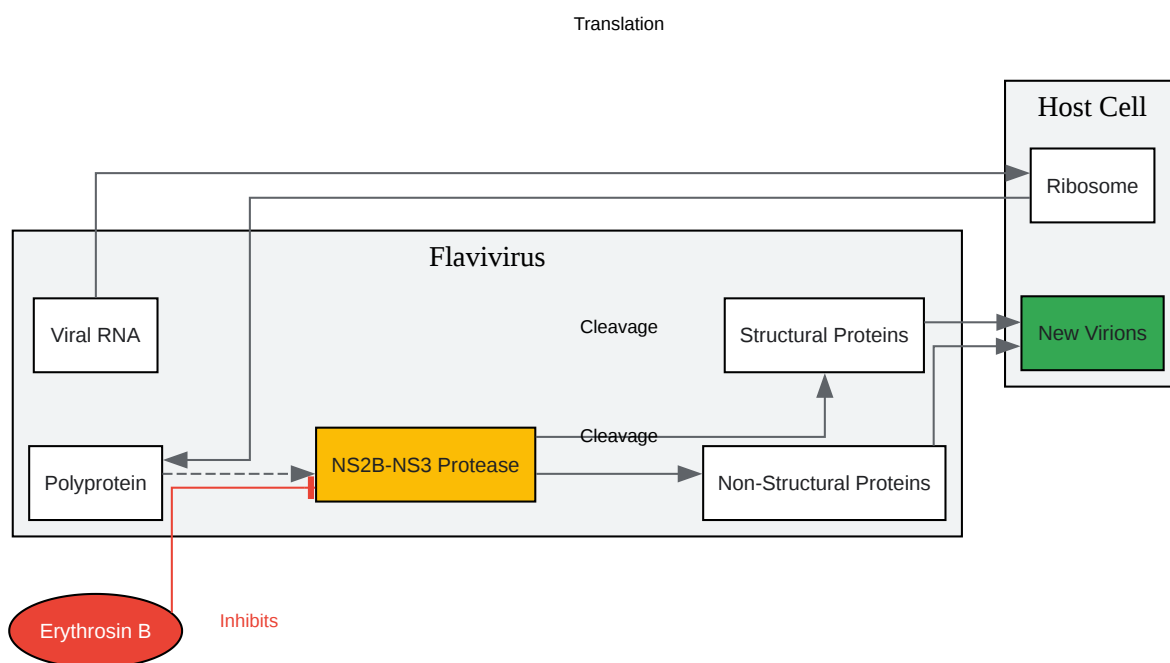 Translation
Host Cell
Ribosome
Flavivirus
Viral RNA
Cleavage
Structural Proteins
New Virions
Polyprotein
NS2B-NS3 Protease
Cleavage
Non-Structural Proteins
Erythrosin B
Inhibits